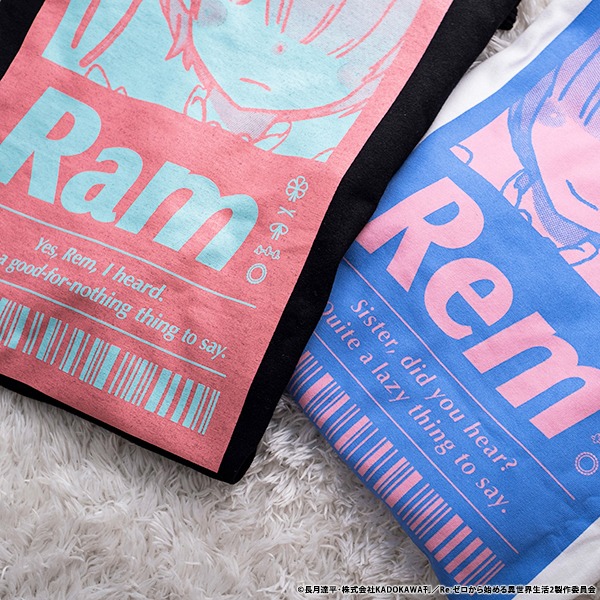 Ram
Yes, Rem, I heard.
a good-for-nothing thing to say.
Rem
Sister, did you hear?
Quite a lazy thing to say.
©長月達平・株式会社KADOKAWA刊／Re:ゼロから始める異世界生活2製作委員会